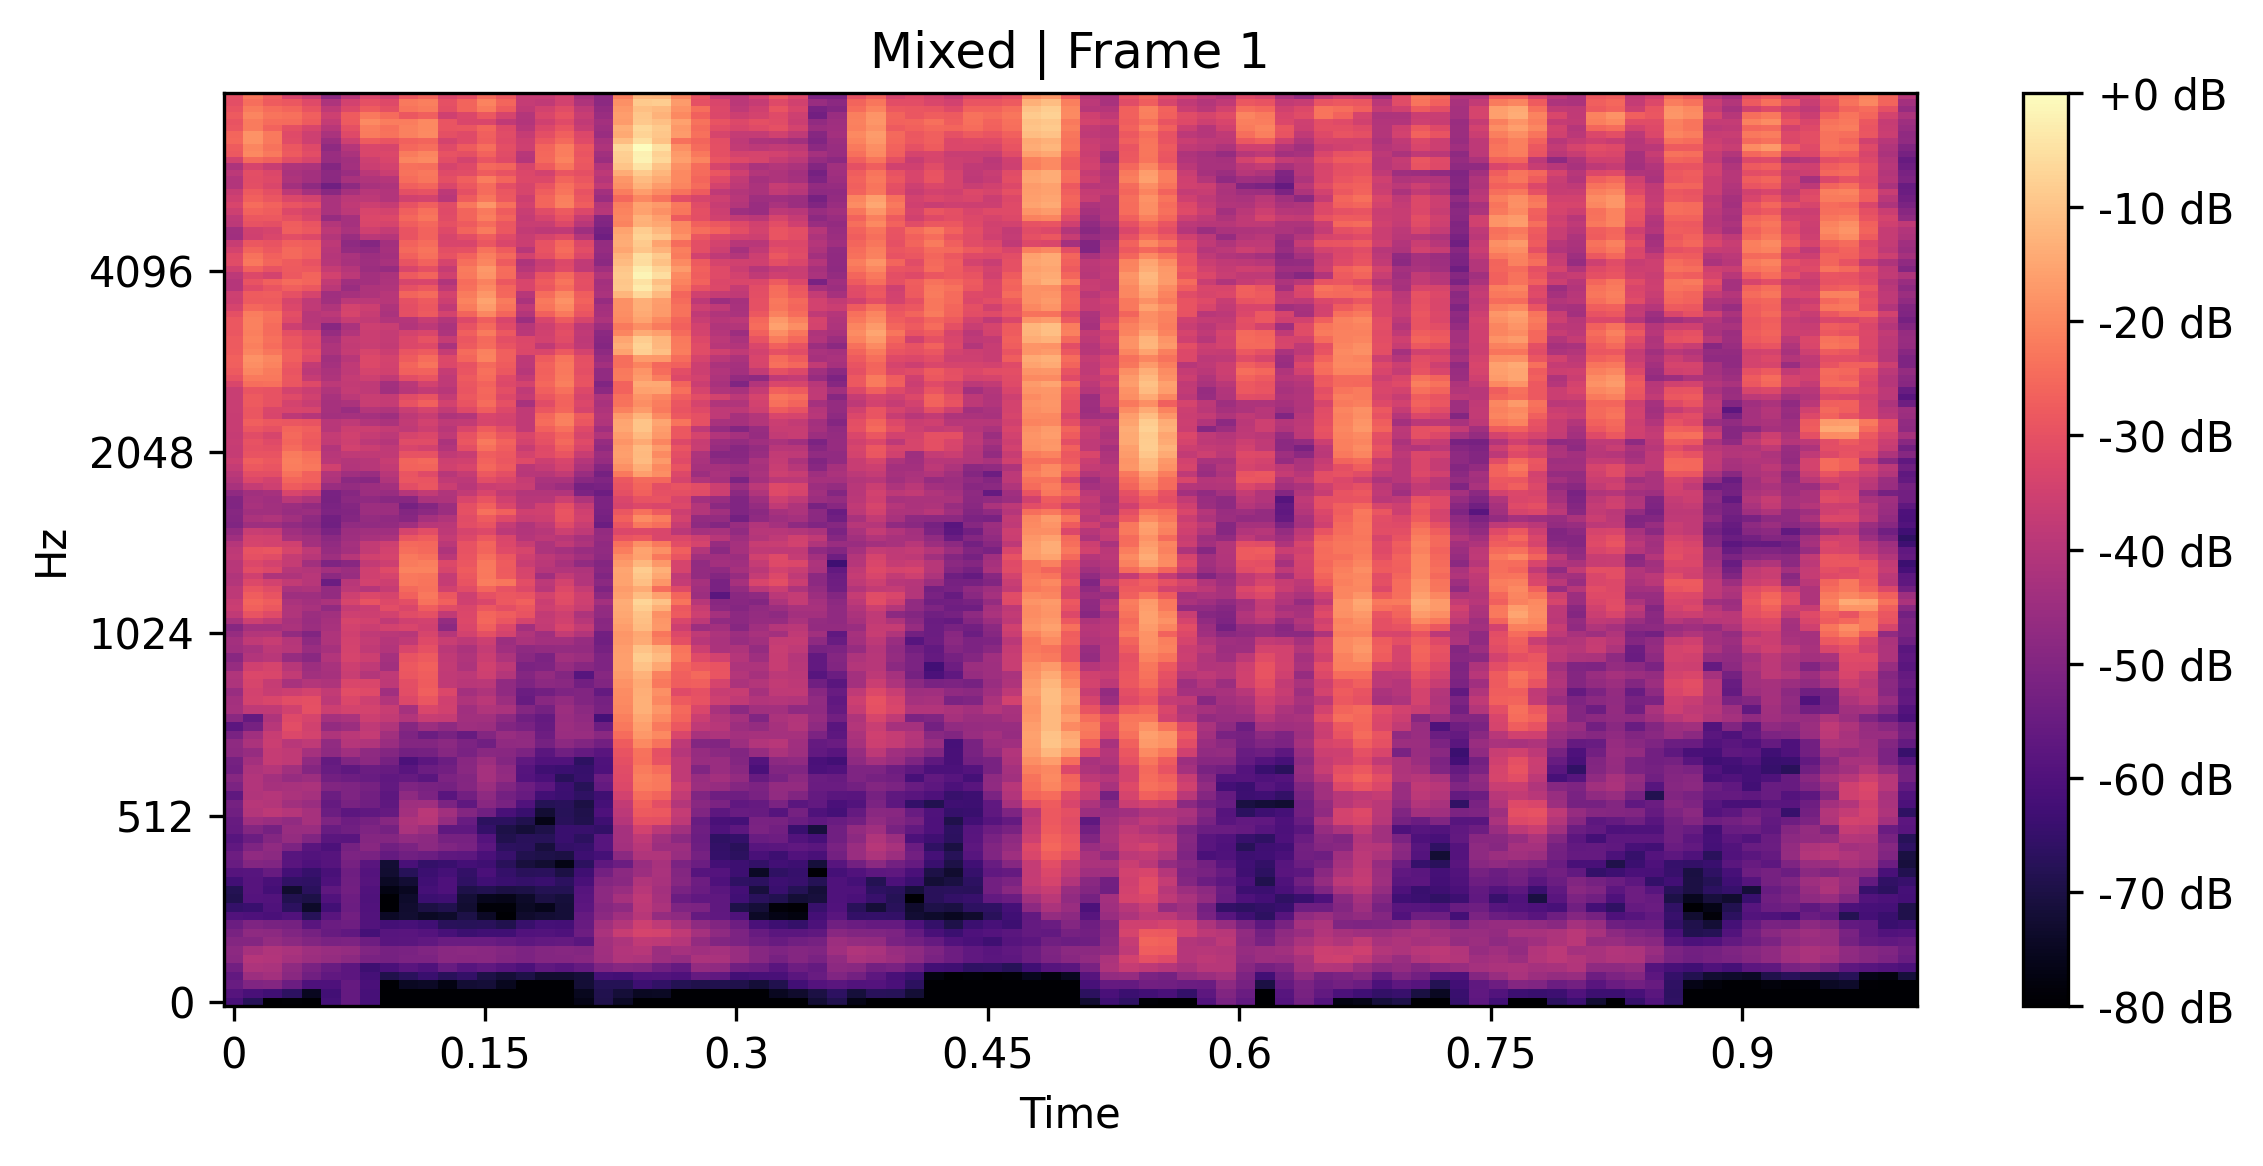 Mixed | Frame 1
Hz
4096
2048
1024
512
0
0 0.15 0.3 0.45 0.6 0.75 0.9
Time
+0 dB
-10 dB
-20 dB
-30 dB
-40 dB
-50 dB
-60 dB
-70 dB
-80 dB